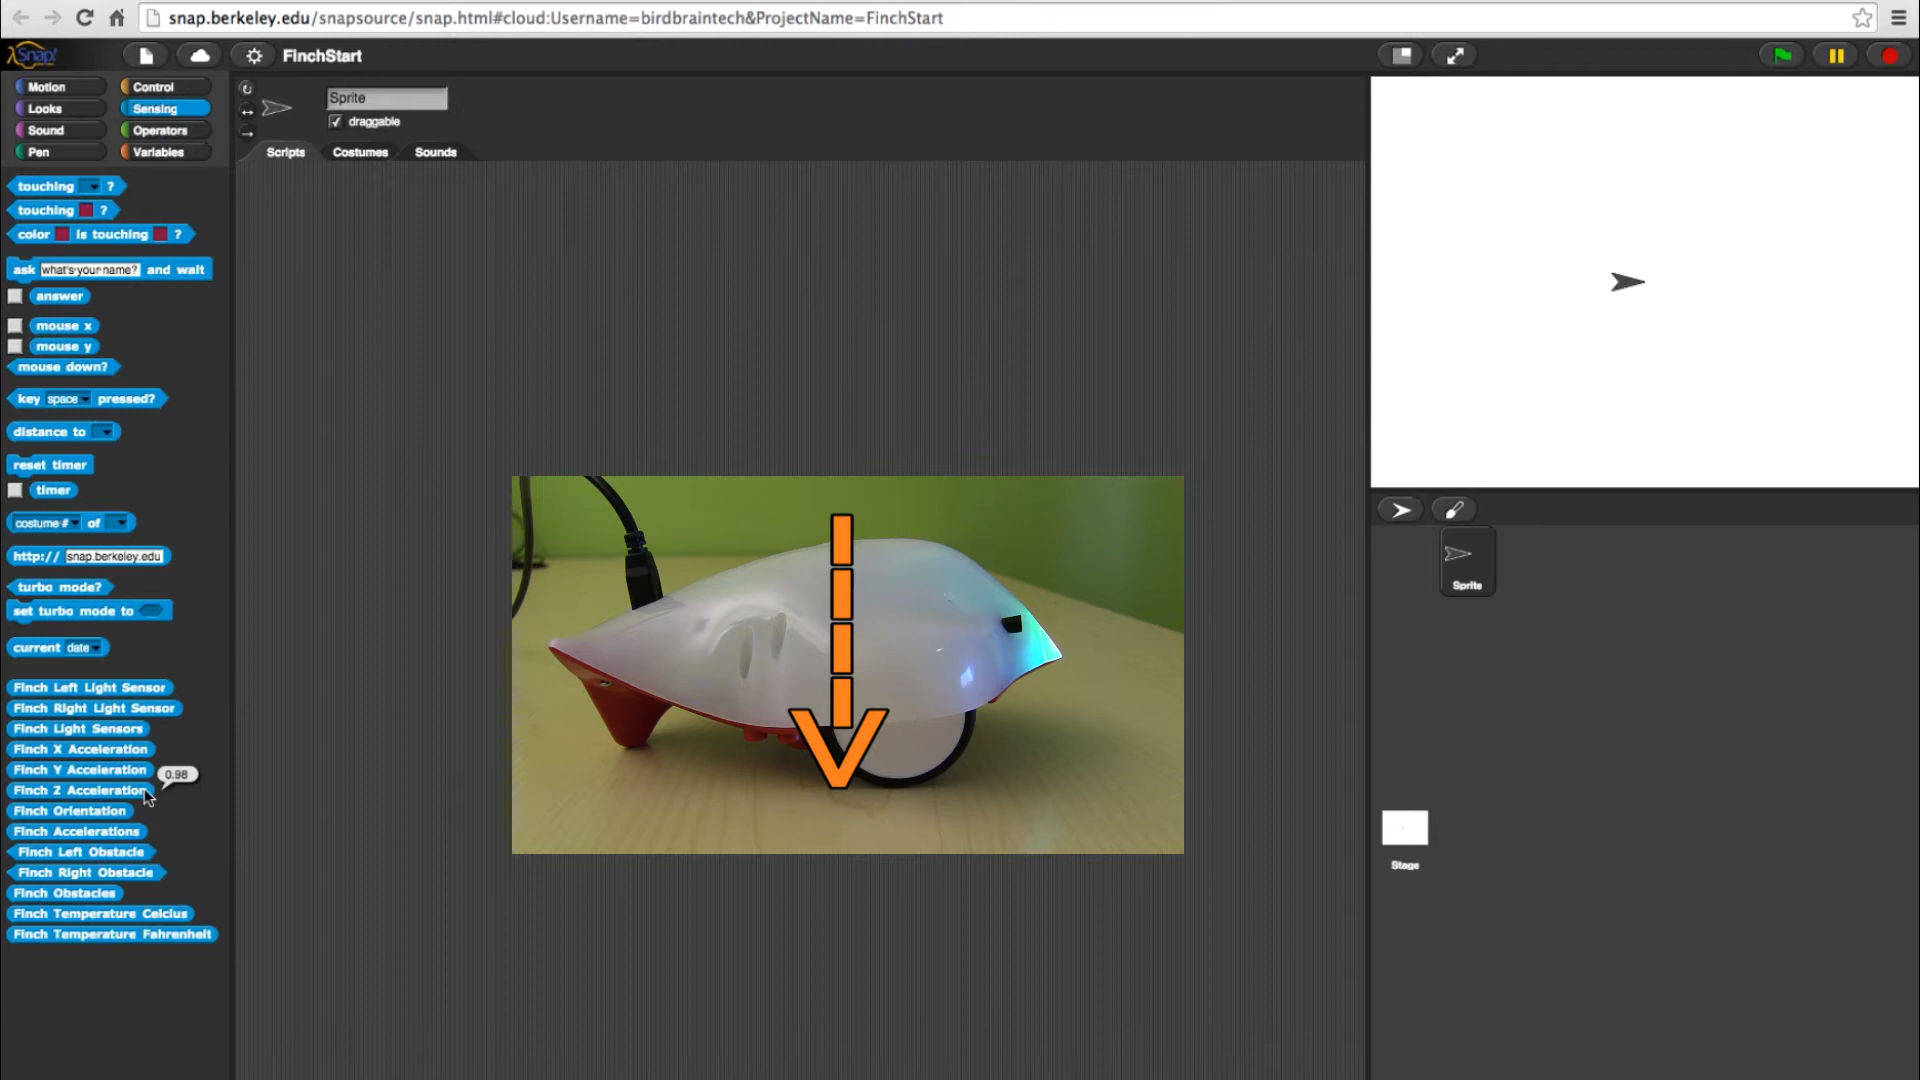 snap.berkeley.edu/snapsource/snap.html#cloud:Username=birdbraintech&ProjectName=FinchStart
λSnap!
FinchStart
Motion
Control
Looks
Sensing
Sound
Operators
Pen
Variables
Sprite
draggable
Scripts
Costumes
Sounds
touching ?
touching ?
color is touching ?
ask what's your name? and wait
answer
mouse x
mouse y
mouse down?
key space pressed?
distance to
reset timer
timer
costume # of
http:// snap.berkeley.edu
turbo mode?
set turbo mode to
current date
Finch Left Light Sensor
Finch Right Light Sensor
Finch Light Sensors
Finch X Acceleration
Finch Y Acceleration
0.98
Finch Z Acceleration
Finch Orientation
Finch Accelerations
Finch Left Obstacle
Finch Right Obstacle
Finch Obstacles
Finch Temperature Celcius
Finch Temperature Fahrenheit
Sprite
Stage